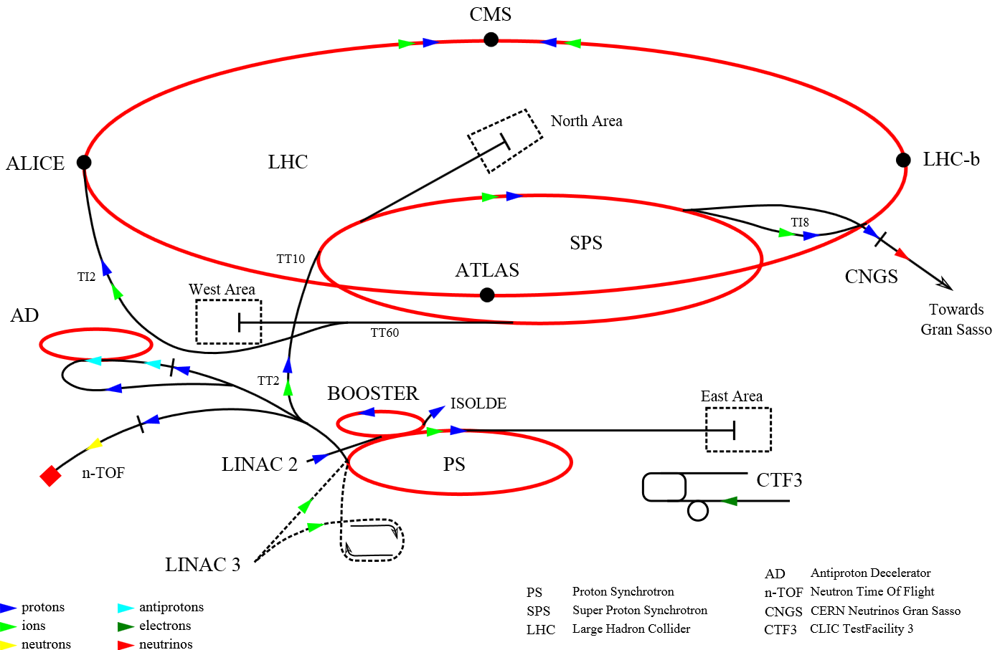 CMS
North Area
ALICE
LHC
LHC-b
TI8
SPS
TT10
ATLAS
TI2
CNGS
West Area
AD
Towards
Gran Sasso
TT60
TT2
BOOSTER
ISOLDE
East Area
LINAC 2
PS
n-TOF
CTF3
LINAC 3
protons
ions
neutrons
antiprotons
electrons
neutrinos
PS Proton Synchrotron
SPS Super Proton Synchrotron
LHC Large Hadron Collider
AD Antiproton Decelerator
n-TOF Neutron Time Of Flight
CNGS CERN Neutrinos Gran Sasso
CTF3 CLIC TestFacility 3